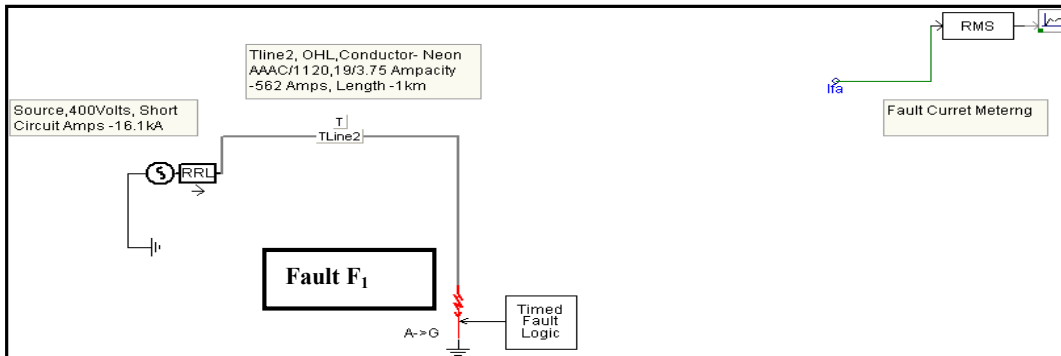 RMS
Tline2, OHL,Conductor- Neon
AAAC/1120,19/3.75 Ampacity
-562 Amps, Length -1km
Ifa
Source,400Volts, Short
Circuit Amps -16.1kA
Fault Curret Meterng
T
TLine2
S
RRL
Fault F₁
Timed
Fault
Logic
A->G